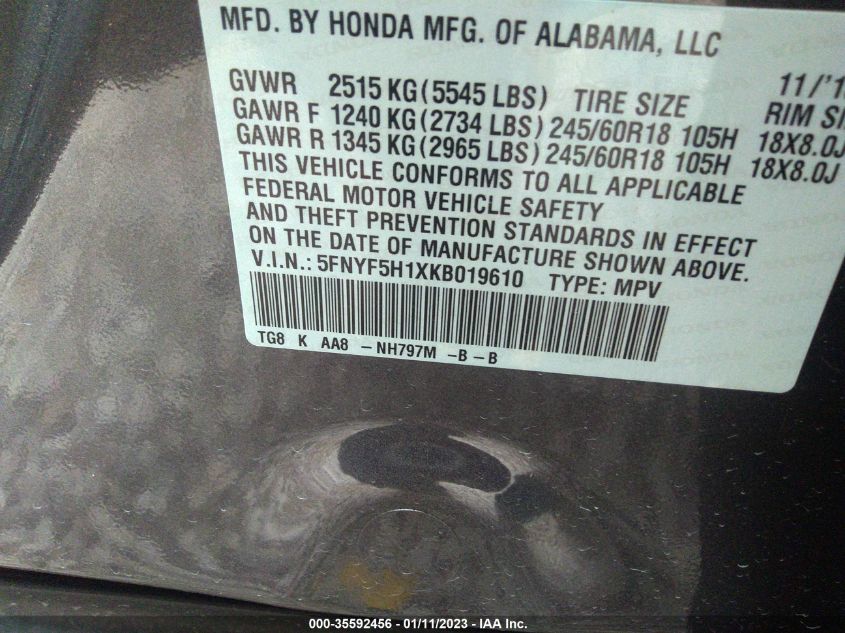 MFD. BY HONDA MFG. OF ALABAMA, LLC
11/'1
GVWR 2515 KG (5545 LBS) TIRE SIZE RIM
GAWR F 1240 KG (2734 LBS) 245/60R18 105H 18X8.0J
GAWR R 1345 KG (2965 LBS) 245/60R18 105H 18X8.0J
THIS VEHICLE CONFORMS TO ALL APPLICABLE
FEDERAL MOTOR VEHICLE SAFETY
AND THEFT PREVENTION STANDARDS IN EFFECT
ON THE DATE OF MANUFACTURE SHOWN ABOVE.
V.I.N.: 5FNYF5H1XKB019610 TYPE: MPV
TG8 K AA8 - NH797M - B - B
000-35592456 - 01/11/2023 - IAA Inc.